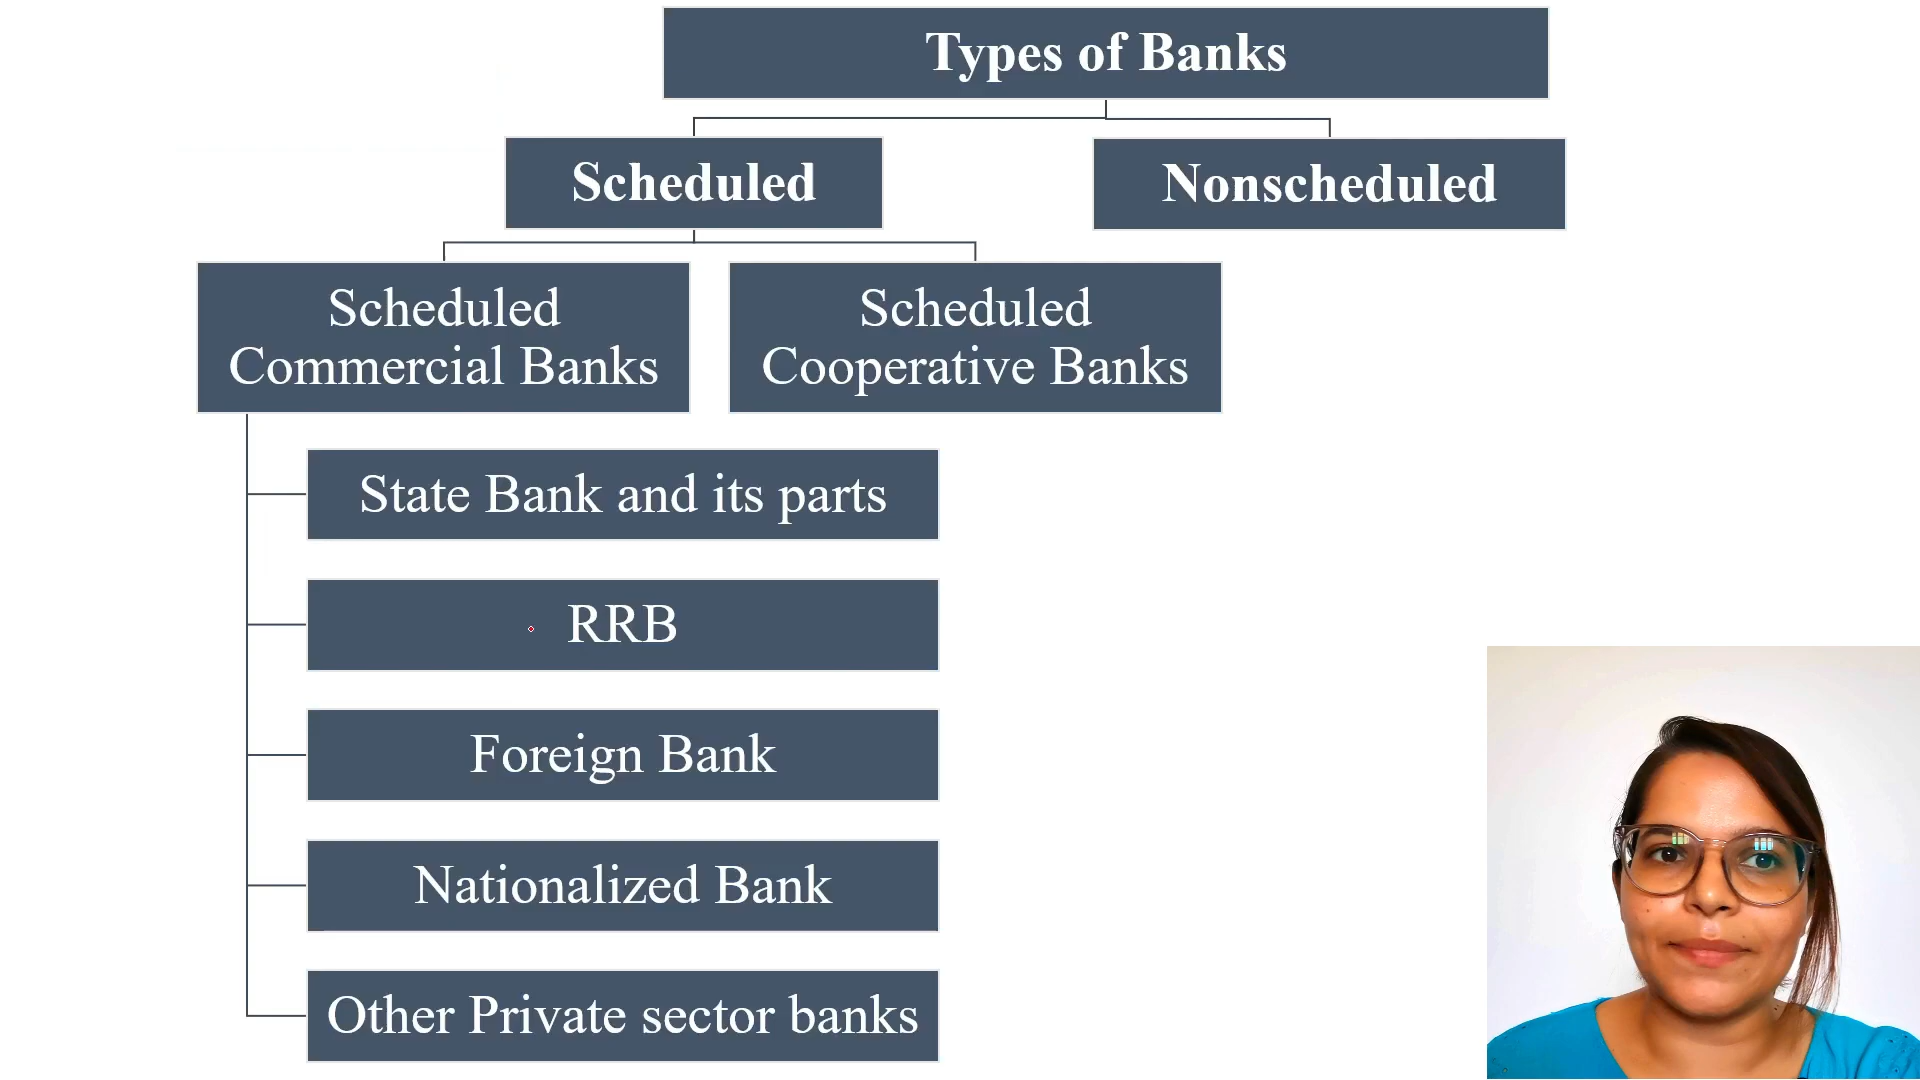 Types of Banks
Scheduled
Nonscheduled
Scheduled
Commercial Banks
Scheduled
Cooperative Banks
State Bank and its parts
RRB
Foreign Bank
Nationalized Bank
Other Private sector banks